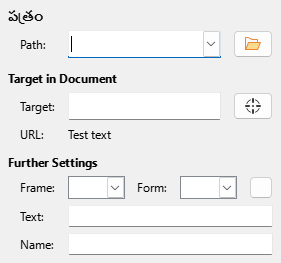 పత్రం
Path:
Target in Document
Target:
URL: Test text
Further Settings
Frame: Form:
Text:
Name: